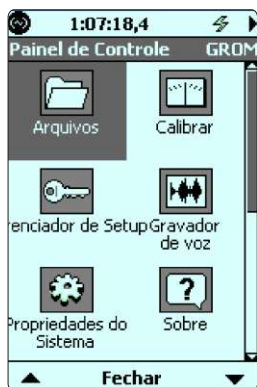 1:07:18,4
Painel de Controle GROM
Arquivos
Calibrar
renciador de Setup
Gravador
de voz
Propriedades do
Sistema
Sobre
Fechar